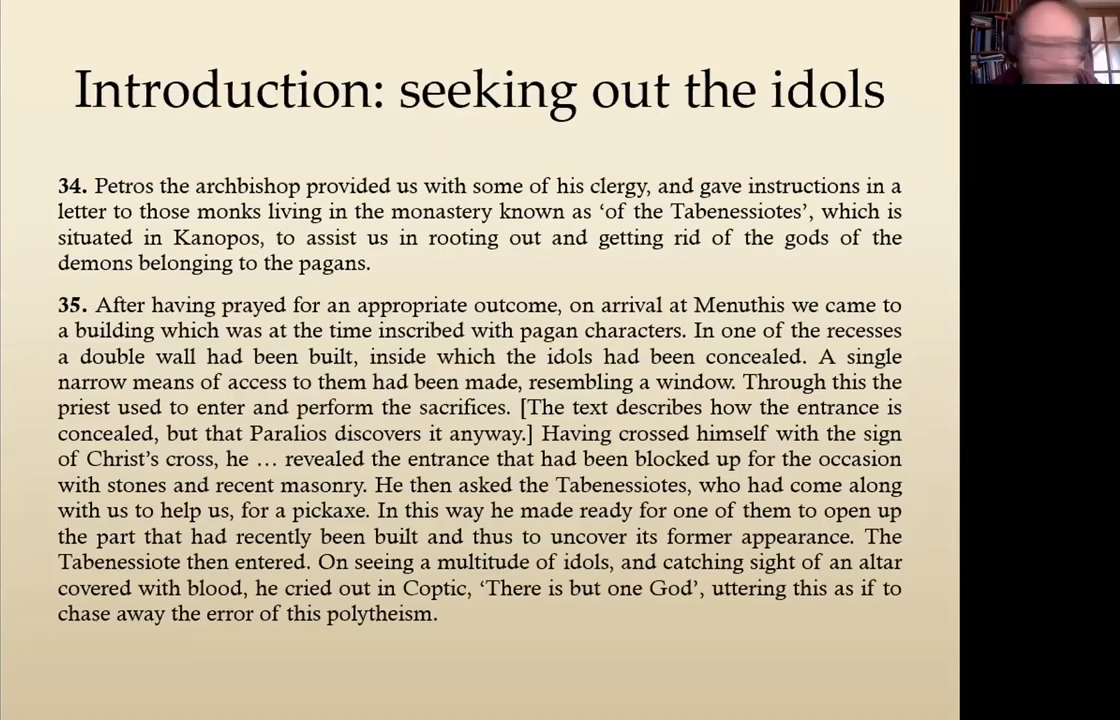 Introduction: seeking out the idols
34. Petros the archbishop provided us with some of his clergy, and gave instructions in a
letter to those monks living in the monastery known as ‘of the Tabenessiotes’, which is
situated in Kanopos, to assist us in rooting out and getting rid of the gods of the
demons belonging to the pagans.
35. After having prayed for an appropriate outcome, on arrival at Menuthis we came to
a building which was at the time inscribed with pagan characters. In one of the recesses
a double wall had been built, inside which the idols had been concealed. A single
narrow means of access to them had been made, resembling a window. Through this the
priest used to enter and perform the sacrifices. [The text describes how the entrance is
concealed, but that Paralios discovers it anyway.] Having crossed himself with the sign
of Christ’s cross, he … revealed the entrance that had been blocked up for the occasion
with stones and recent masonry. He then asked the Tabenessiotes, who had come along
with us to help us, for a pickaxe. In this way he made ready for one of them to open up
the part that had recently been built and thus to uncover its former appearance. The
Tabenessiote then entered. On seeing a multitude of idols, and catching sight of an altar
covered with blood, he cried out in Coptic, ‘There is but one God’, uttering this as if to
chase away the error of this polytheism.